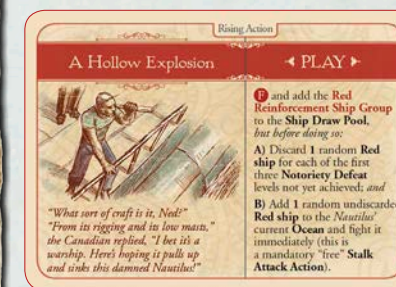 Rising Action
A Hollow Explosion
"What sort of craft is it, Ned?"
"From its rigging and its low masts,"
the Canadian replied, "I bet it's a
warship. Here's hoping it pulls up
and sinks this damned Nautilus!"
PLAY
F and add the Red
Reinforcement Ship Group
to the Ship Draw Pool,
but before doing so:
A) Discard 1 random Red
ship for each of the first
three Notoriety Defeat
levels not yet achieved; and
B) Add 1 random undiscarded
Red ship to the Nautilus'
current Ocean and fight it
immediately (this is
a mandatory "free" Stalk
Attack Action).